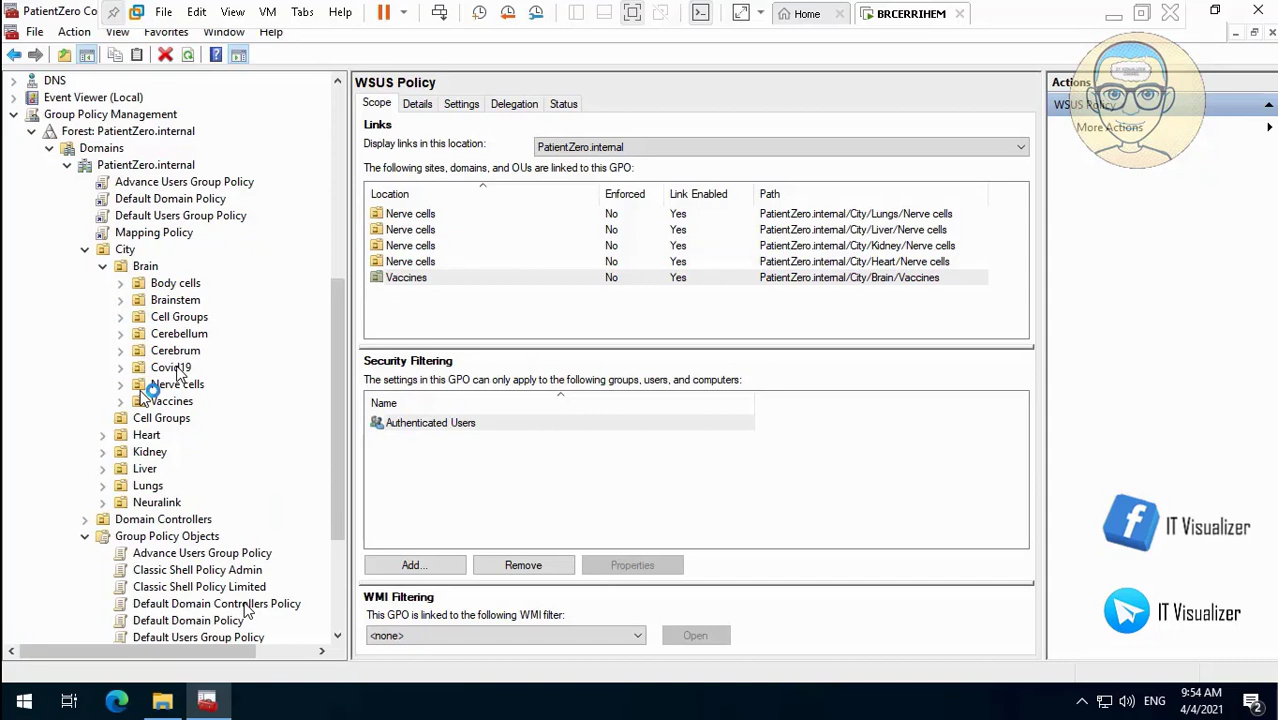 PatientZero Co
File
Edit
View
VM
Tabs
Help
Home
BRCERRIHEM
File
Action
View
Favorites
Window
Help
DNS
Event Viewer (Local)
Group Policy Management
Forest: PatientZero.internal
Domains
PatientZero.internal
Advance Users Group Policy
Default Domain Policy
Default Users Group Policy
Mapping Policy
City
Brain
Body cells
Brainstem
Cell Groups
Cerebellum
Cerebrum
Covid19
Nerve cells
Vaccines
Cell Groups
Heart
Kidney
Liver
Lungs
Neuralink
Domain Controllers
Group Policy Objects
Advance Users Group Policy
Classic Shell Policy Admin
Classic Shell Policy Limited
Default Domain Controllers Policy
Default Domain Policy
Default Users Group Policy
WSUS Policy
Scope
Details
Settings
Delegation
Status
Links
Display links in this location:
PatientZero.internal
The following sites, domains, and OUs are linked to this GPO:
Location
Enforced
Link Enabled
Path
Nerve cells No Yes PatientZero.internal/City/Lungs/Nerve cells
Nerve cells No Yes PatientZero.internal/City/Liver/Nerve cells
Nerve cells No Yes PatientZero.internal/City/Kidney/Nerve cells
Nerve cells No Yes PatientZero.internal/City/Heart/Nerve cells
Vaccines No Yes PatientZero.internal/City/Brain/Vaccines
Security Filtering
The settings in this GPO can only apply to the following groups, users, and computers:
Name
Authenticated Users
Add...
Remove
Properties
WMI Filtering
This GPO is linked to the following WMI filter:
<none>
Open
Actions
WSUS Policy
More Actions
IT Visualizer
IT Visualizer
ENG
9:54 AM
4/4/2021
2